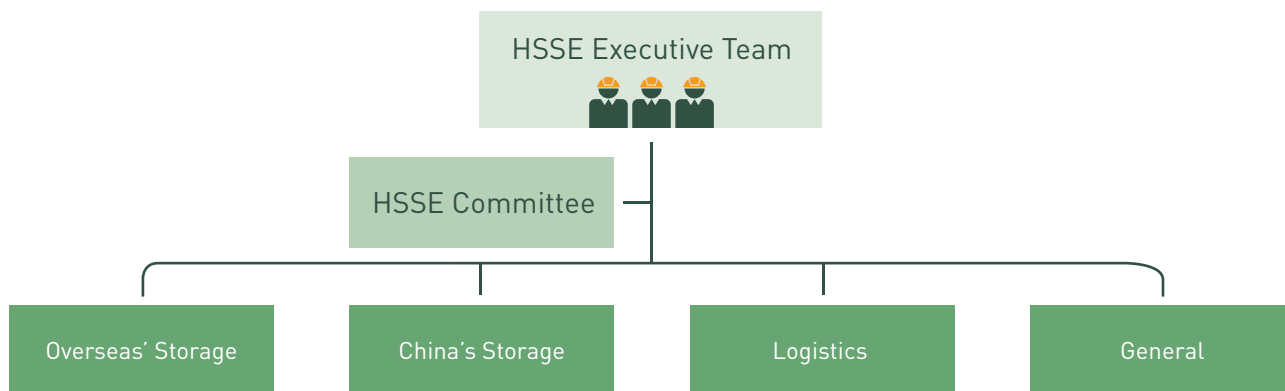 HSSE Executive Team
HSSE Committee
Overseas’ Storage
China’s Storage
Logistics
General